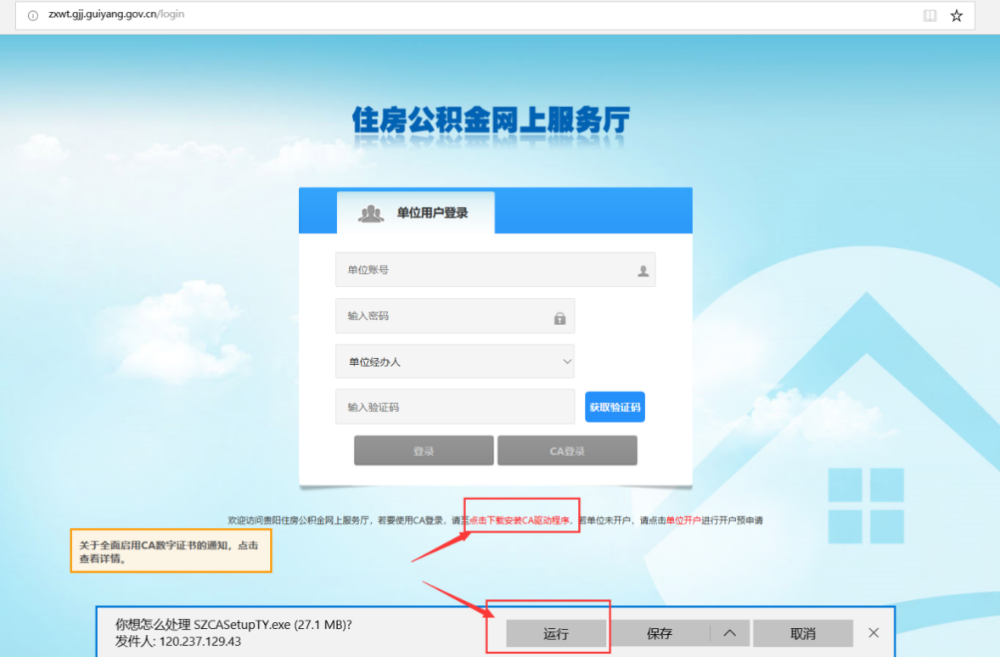 zxwt.gjj.guiyang.gov.cn/login
住房公积金网上服务厅
单位用户登录
单位账号
输入密码
单位经办人
输入验证码
获取验证码
登录
CA登录
欢迎访问贵阳住房公积金网上服务厅，若要使用CA登录，请至点击下载安装CA驱动程序，若单位未开户，请点击单位开户进行开户预申请
关于全面启用CA数字证书的通知，点击
查看详情。
你想怎么处理 SZCASetupTY.exe (27.1 MB)?
发件人: 120.237.129.43
运行
保存
取消